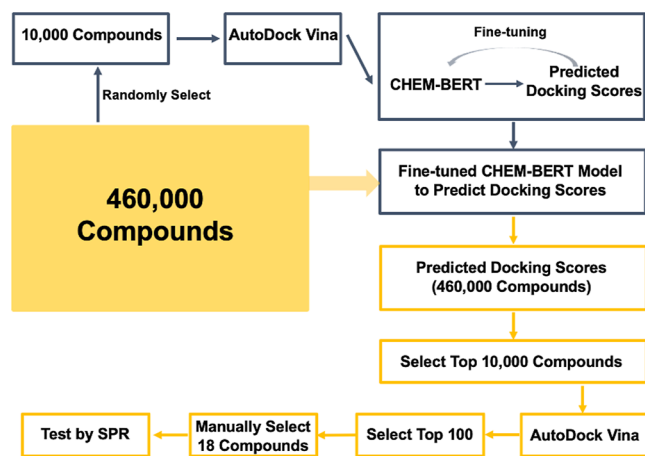 10,000 Compounds
AutoDock Vina
Fine-tuning
CHEM-BERT
Predicted
Docking Scores
Randomly Select
460,000
Compounds
Fine-tuned CHEM-BERT Model
to Predict Docking Scores
Predicted Docking Scores
(460,000 Compounds)
Select Top 10,000 Compounds
AutoDock Vina
Select Top 100
Manually Select
18 Compounds
Test by SPR